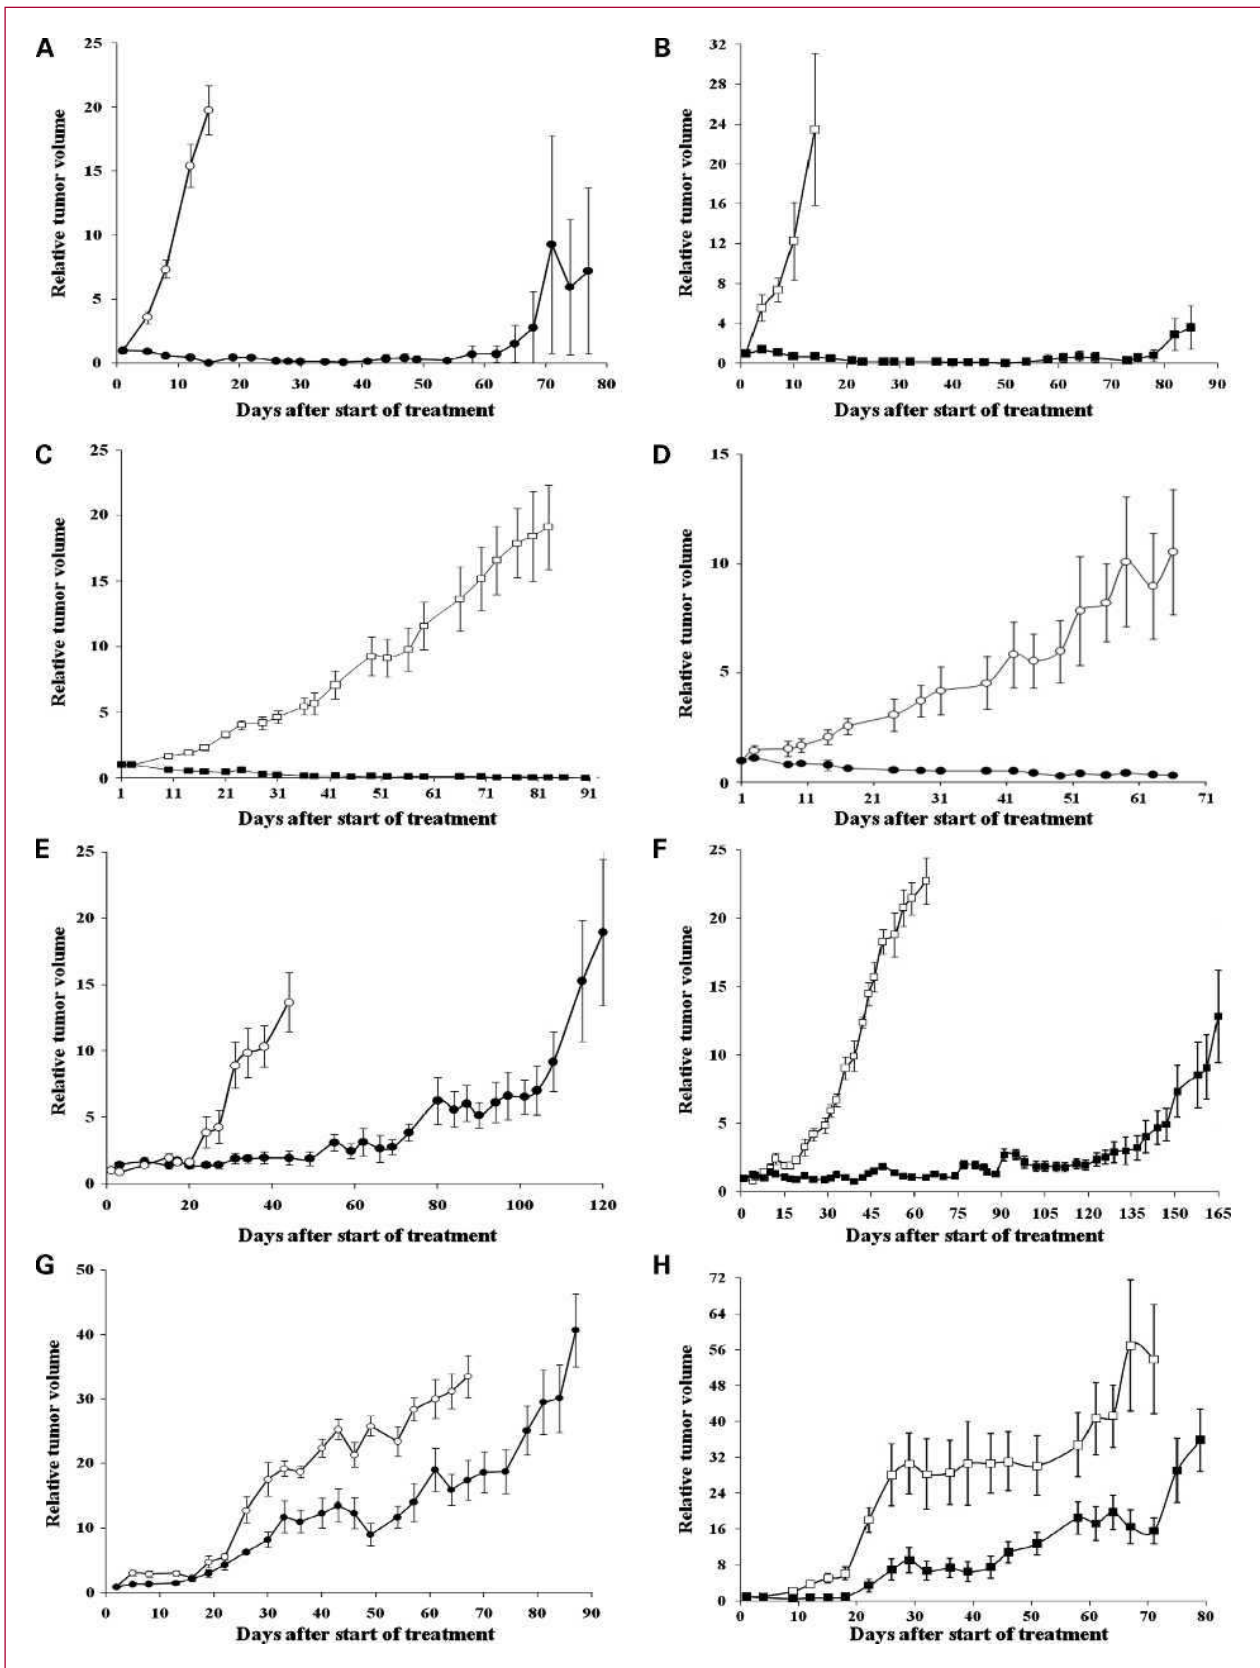 A
Relative tumor volume
25
20
15
10
5
0
0 10 20 30 40 50 60 70 80
Days after start of treatment
B
Relative tumor volume
32
28
24
20
16
12
8
4
0
0 10 20 30 40 50 60 70 80 90
Days after start of treatment
C
Relative tumor volume
25
20
15
10
5
0
1 11 21 31 41 51 61 71 81 91
Days after start of treatment
D
Relative tumor volume
15
10
5
0
1 11 21 31 41 51 61 71
Days after start of treatment
E
Relative tumor volume
25
20
15
10
5
0
0 20 40 60 80 100 120
Days after start of treatment
F
Relative tumor volume
25
20
15
10
5
0
0 15 30 45 60 75 90 105 120 135 150 165
Days after start of treatment
G
Relative tumor volume
50
40
30
20
10
0
0 10 20 30 40 50 60 70 80 90
Days after start of treatment
H
Relative tumor volume
72
64
56
48
40
32
24
16
8
0
0 10 20 30 40 50 60 70 80
Days after start of treatment